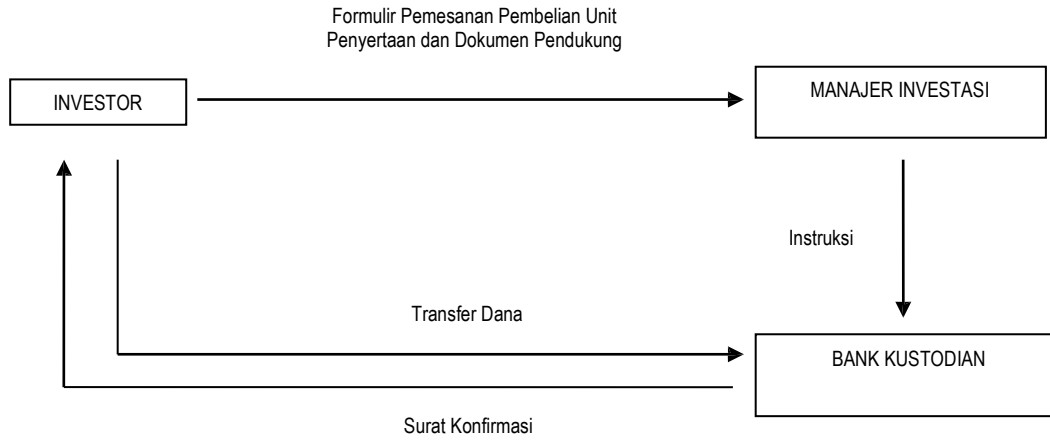 Formulir Pemesanan Pembelian Unit
Penyertaan dan Dokumen Pendukung
INVESTOR
MANAJER INVESTASI
Instruksi
Transfer Dana
BANK KUSTODIAN
Surat Konfirmasi